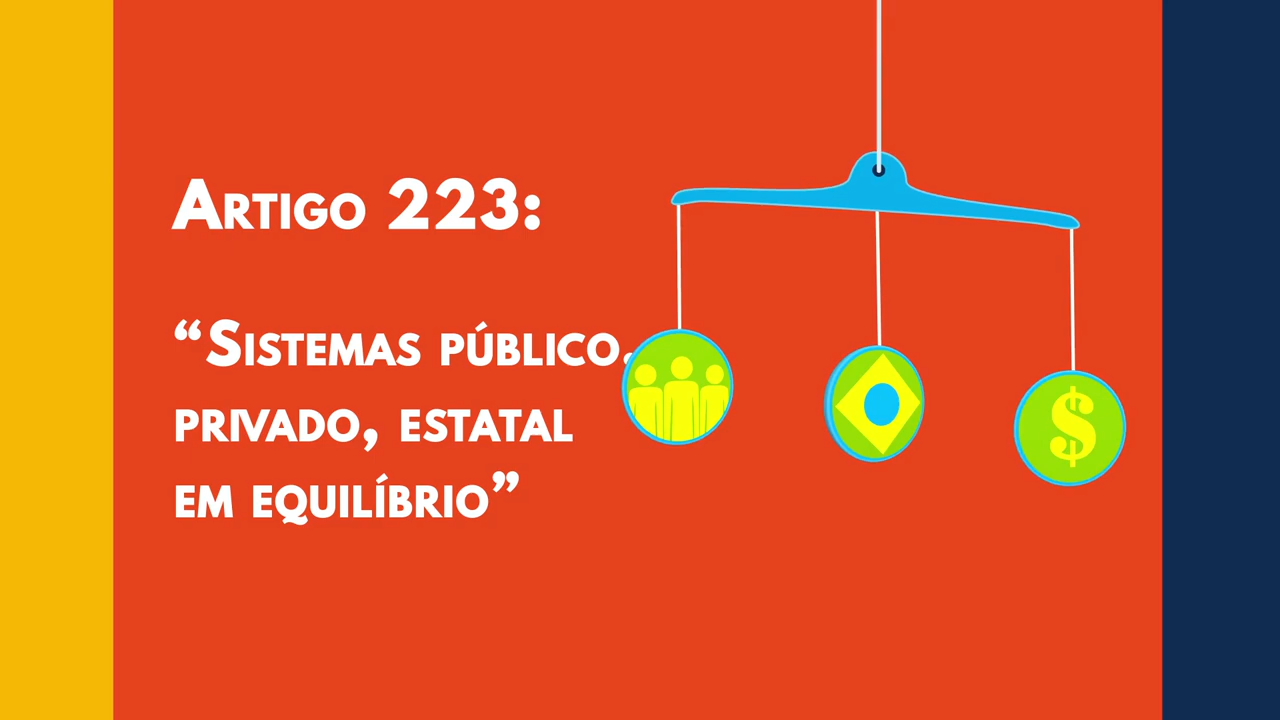 Artigo 223:
“Sistemas público,
privado, estatal
em equilíbrio”
$